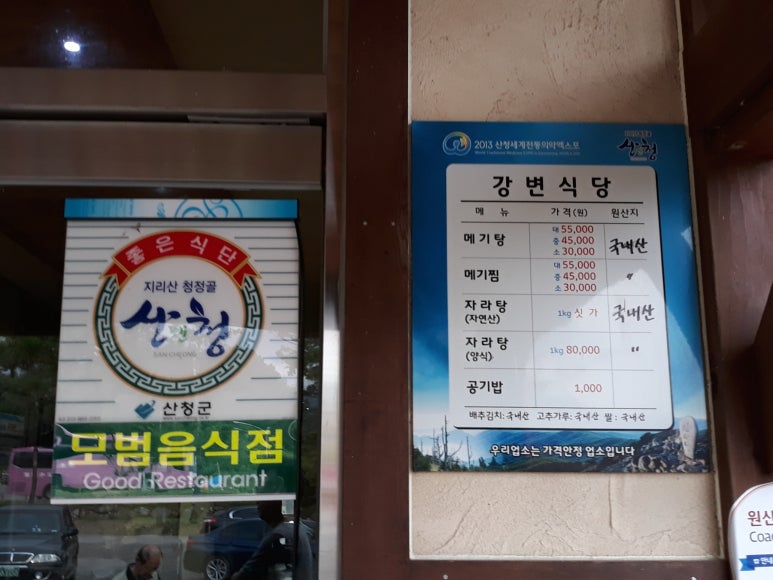 좋은식단
지리산 청정골
산청
SAN CHEONG
산청군
모범음식점
Good Restaurant
2013 산청세계전통의약엑스포
산청
강변식당
메 뉴 가 격(원) 원산지
메기탕 대 55,000 국내산
중 45,000
소 30,000
메기찜 대 55,000 〃
중 45,000
소 30,000
자라탕 1kg 싯가 국내산
(자연산)
자라탕 1kg 80,000 〃
(양식)
공기밥 1,000
배추김치: 국내산 고추가루: 국내산 쌀 : 국내산
우리업소는 가격안정 업소입니다